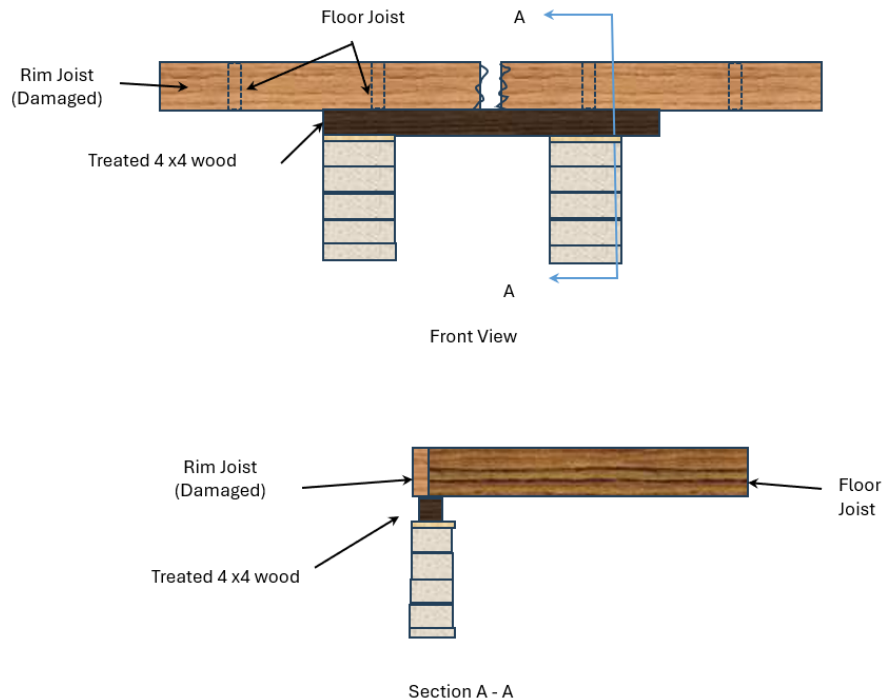 Floor Joist
A
Rim Joist
(Damaged)
Treated 4 x4 wood
A
Front View
Rim Joist
(Damaged)
Floor
Joist
Treated 4 x4 wood
Section A - A